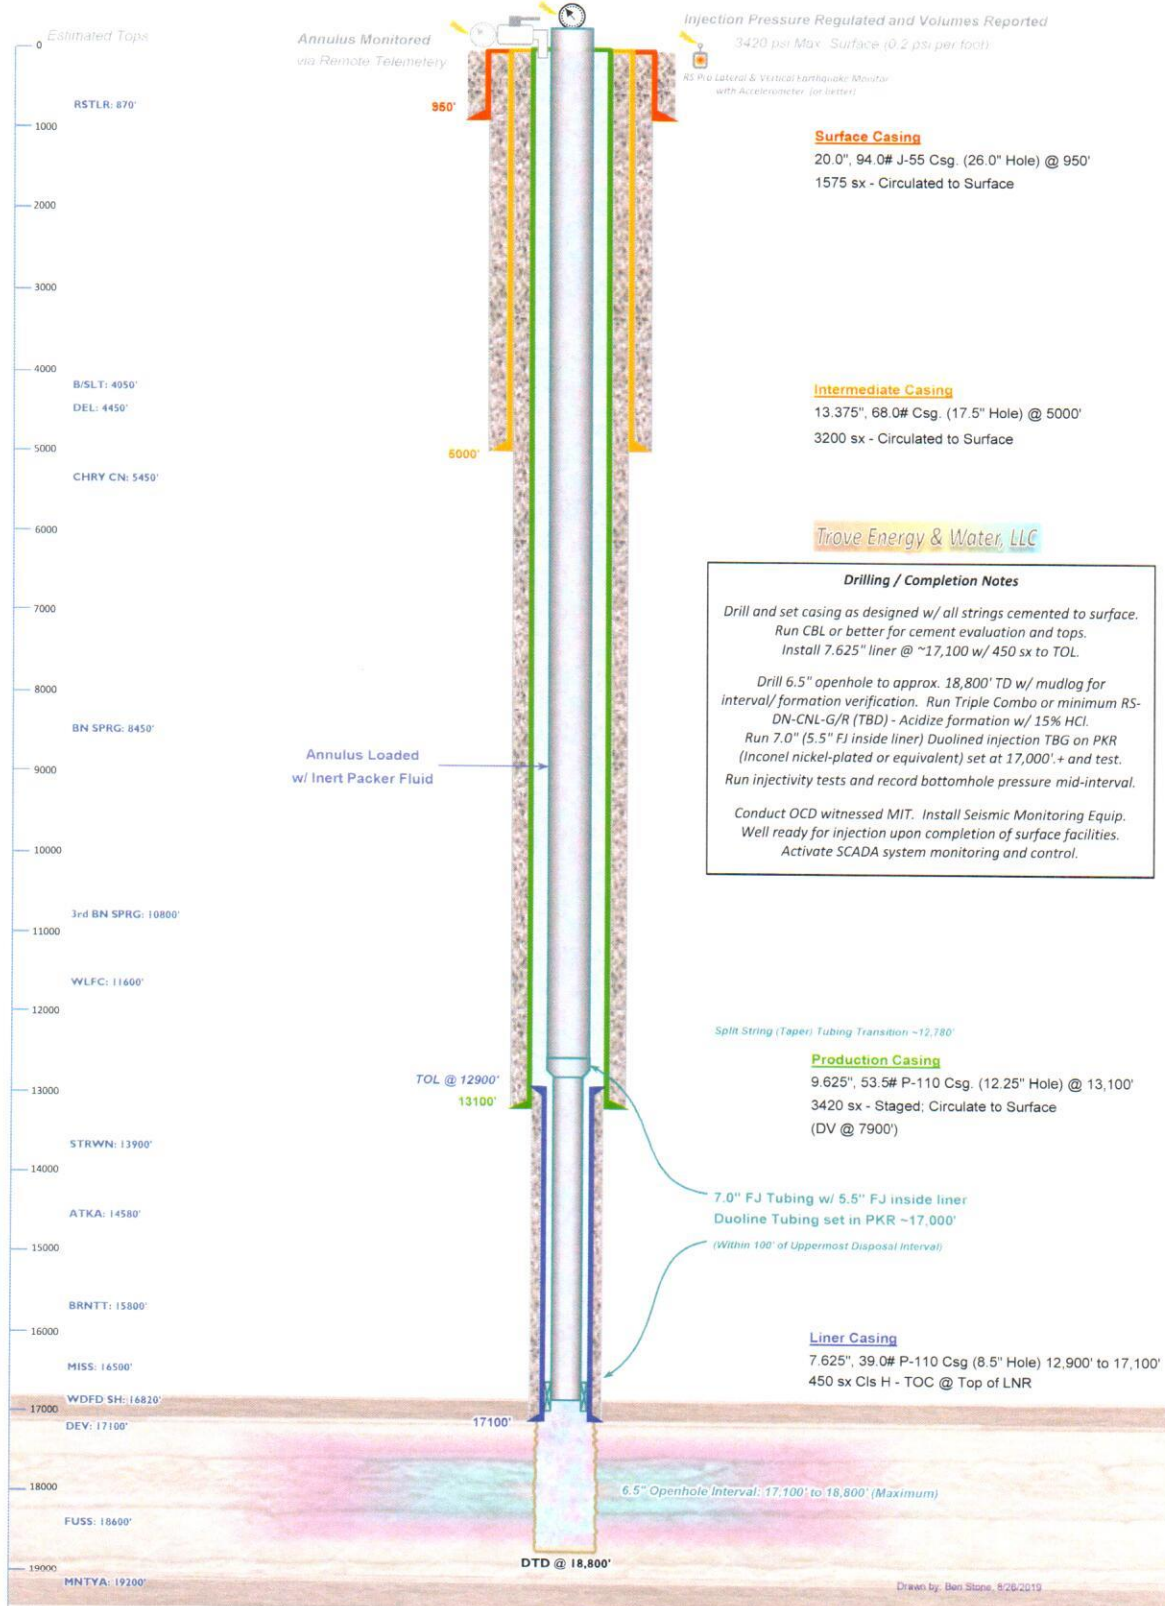 Estimated Tops
0
RSTLR: 870'
1000
2000
3000
4000
B/SLT: 4050'
DEL: 4450'
5000
CHRY CN: 5450'
6000
7000
8000
BN SPRG: 8450'
9000
10000
3rd BN SPRG: 10800'
11000
WLFC: 11600'
12000
13000
STRWN: 13900'
14000
ATKA: 14580'
15000
BRNTT: 15800'
16000
MISS: 16500'
WDFD SH: 16820'
17000
DEV: 17100'
18000
FUSS: 18600'
19000
MNTYA: 19200'
Annulus Monitored
via Remote Telemetery
Injection Pressure Regulated and Volumes Reported
3420 psi Max. Surface (0.2 psi per foot)
RS Pro Lateral & Vertical Earthquake Monitor
with Accelerometer (or better)
950'
Surface Casing
20.0", 94.0# J-55 Csg. (26.0" Hole) @ 950'
1575 sx - Circulated to Surface
Intermediate Casing
13.375", 68.0# Csg. (17.5" Hole) @ 5000'
3200 sx - Circulated to Surface
5000'
Trove Energy & Water, LLC
Drilling / Completion Notes
Drill and set casing as designed w/ all strings cemented to surface.
Run CBL or better for cement evaluation and tops.
Install 7.625" liner @ ~17,100 w/ 450 sx to TOL.
Drill 6.5" openhole to approx. 18,800' TD w/ mudlog for
interval/formation verification. Run Triple Combo or minimum RS-
DN-CNL-G/R (TBD) - Acidize formation w/ 15% HCl.
Run 7.0" (5.5" FJ inside liner) Duolined injection TBG on PKR
(Inconel nickel-plated or equivalent) set at 17,000'.+ and test.
Run injectivity tests and record bottomhole pressure mid-interval.
Conduct OCD witnessed MIT. Install Seismic Monitoring Equip.
Well ready for injection upon completion of surface facilities.
Activate SCADA system monitoring and control.
Annulus Loaded
w/ Inert Packer Fluid
Split String (Taper) Tubing Transition ~12,780'
Production Casing
9.625", 53.5# P-110 Csg. (12.25" Hole) @ 13,100'
3420 sx - Staged; Circulate to Surface
(DV @ 7900')
TOL @ 12900'
13100'
7.0" FJ Tubing w/ 5.5" FJ inside liner
Duoline Tubing set in PKR ~17,000'
(Within 100' of Uppermost Disposal Interval)
Liner Casing
7.625", 39.0# P-110 Csg (8.5" Hole) 12,900' to 17,100'
450 sx Cls H - TOC @ Top of LNR
17100'
6.5" Openhole Interval: 17,100' to 18,800' (Maximum)
DTD @ 18,800'
Drawn by: Ben Stone, 8/26/2019